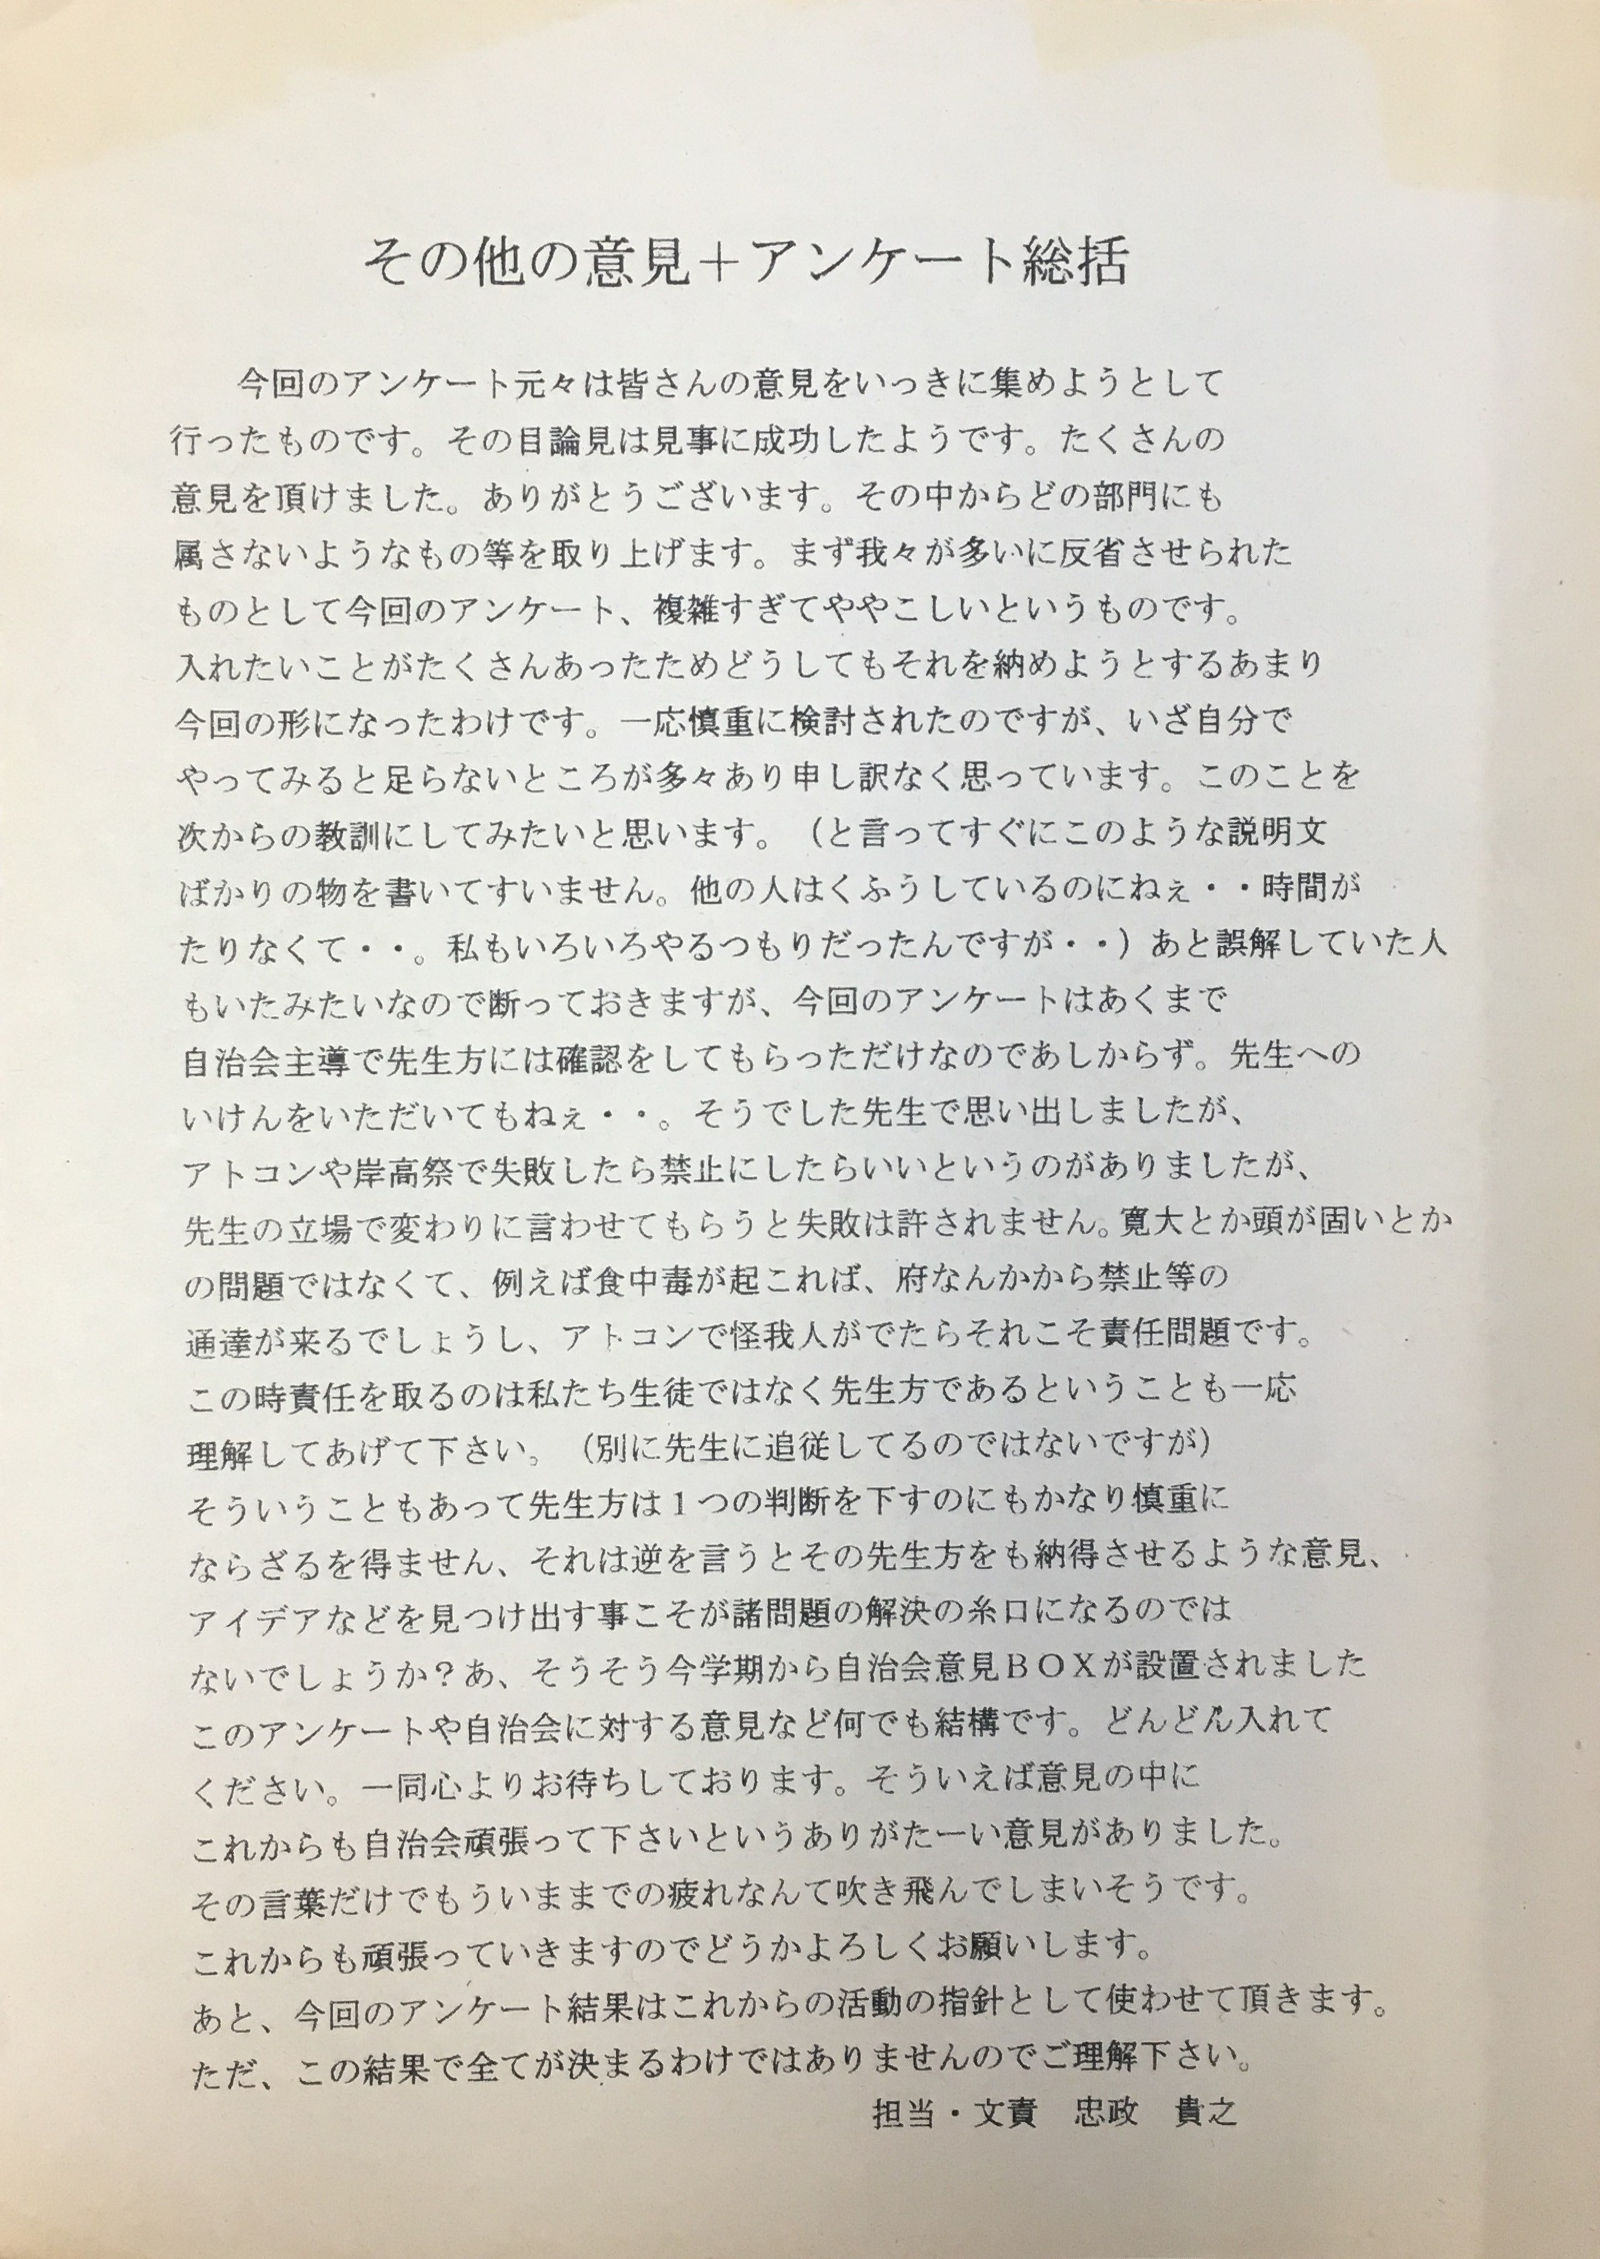 その他の意見＋アンケート総括
今回のアンケート元々は皆さんの意見をいっきに集めようとして
行ったものです。その目論見は見事に成功したようです。たくさんの
意見を頂けました。ありがとうございます。その中からどの部門にも
属さないようなもの等を取り上げます。まず我々が多いに反省させられた
ものとして今回のアンケート、複雑すぎてややこしいというものです。
入れたいことがたくさんあったためどうしてもそれを納めようとするあまり
今回の形になったわけです。一応慎重に検討されたのですが、いざ自分で
やってみると足らないところが多々あり申し訳なく思っています。このことを
次からの教訓にしてみたいと思います。（と言ってすぐにこのような説明文
ばかりの物を書いてすいません。他の人はくふうしているのにねぇ・・時間が
たりなくて・・。私もいろいろやるつもりだったんですが・・）あと誤解していた人
もいたみたいなので断っておきますが、今回のアンケートはあくまで
自治会主導で先生方には確認をしてもらっただけなのであしからず。先生への
いけんをいただいてもねぇ・・。そうでした先生で思い出しましたが、
アトコンや岸高祭で失敗したら禁止にしたらいいというのがありましたが、
先生の立場で変わりに言わせてもらうと失敗は許されません。寛大とか頭が固いとか
の問題ではなくて、例えば食中毒が起これば、府なんかから禁止等の
通達が来るでしょうし、アトコンで怪我人がでたらそれこそ責任問題です。
この時責任を取るのは私たち生徒ではなく先生方であるということも一応
理解してあげて下さい。（別に先生に追従してるのではないですが）
そういうこともあって先生方は１つの判断を下すのにもかなり慎重に
ならざるを得ません、それは逆を言うとその先生方をも納得させるような意見、
アイデアなどを見つけ出す事こそが諸問題の解決の糸口になるのでは
ないでしょうか？あ、そうそう今学期から自治会意見ＢＯＸが設置されました
このアンケートや自治会に対する意見など何でも結構です。どんどん入れて
ください。一同心よりお待ちしております。そういえば意見の中に
これからも自治会頑張って下さいというありがたーい意見がありました。
その言葉だけでもういままでの疲れなんて吹き飛んでしまいそうです。
これからも頑張っていきますのでどうかよろしくお願いします。
あと、今回のアンケート結果はこれからの活動の指針として使わせて頂きます。
ただ、この結果で全てが決まるわけではありませんのでご理解下さい。
担当・文責　忠政　貴之